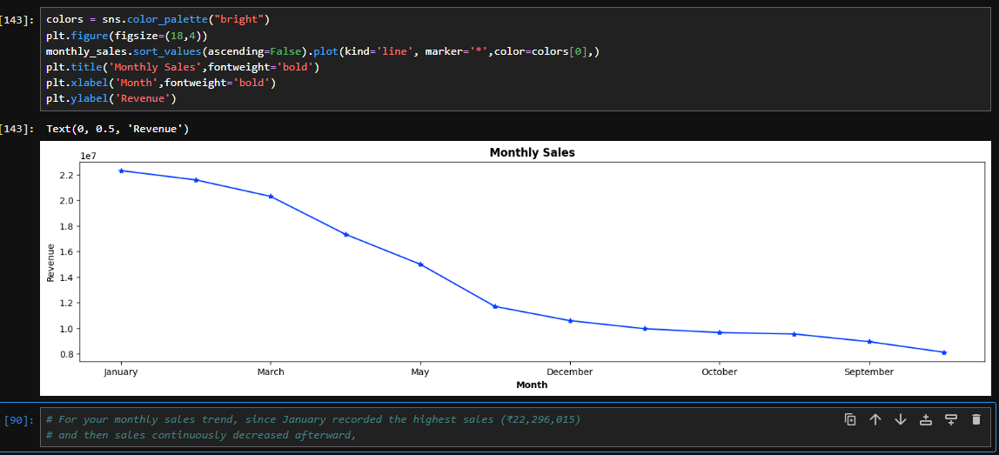 [143]: colors = sns.color_palette("bright")
plt.figure(figsize=(18,4))
monthly_sales.sort_values(ascending=False).plot(kind='line', marker='*',color=colors[0],)
plt.title('Monthly Sales',fontweight='bold')
plt.xlabel('Month',fontweight='bold')
plt.ylabel('Revenue')
[143]: Text(0, 0.5, 'Revenue')
Monthly Sales
1e7
2.2
2.0
1.8
1.6
1.4
1.2
1.0
0.8
Revenue
January March May December October September
Month
[90]: # For your monthly sales trend, since January recorded the highest sales (₹22,296,015)
# and then sales continuously decreased afterward,